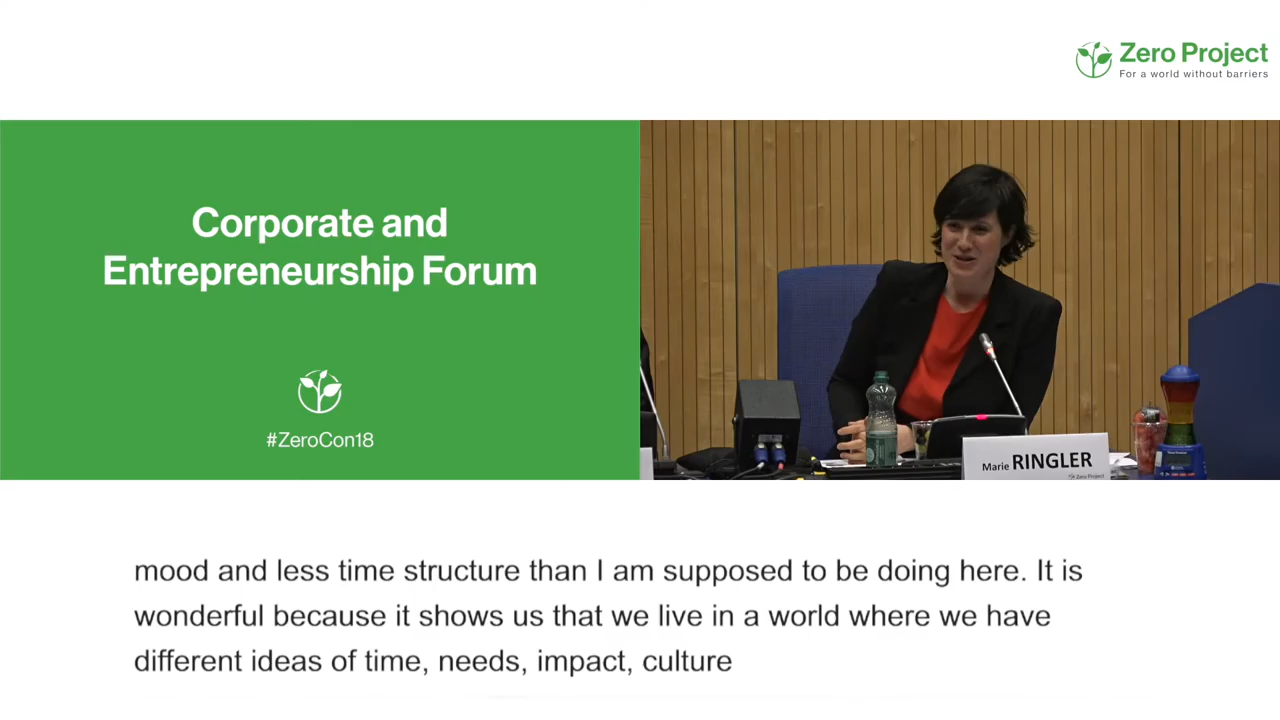 Zero Project
For a world without barriers
Corporate and
Entrepreneurship Forum
#ZeroCon18
Marie RINGLER
Zero Project
mood and less time structure than I am supposed to be doing here. It is
wonderful because it shows us that we live in a world where we have
different ideas of time, needs, impact, culture